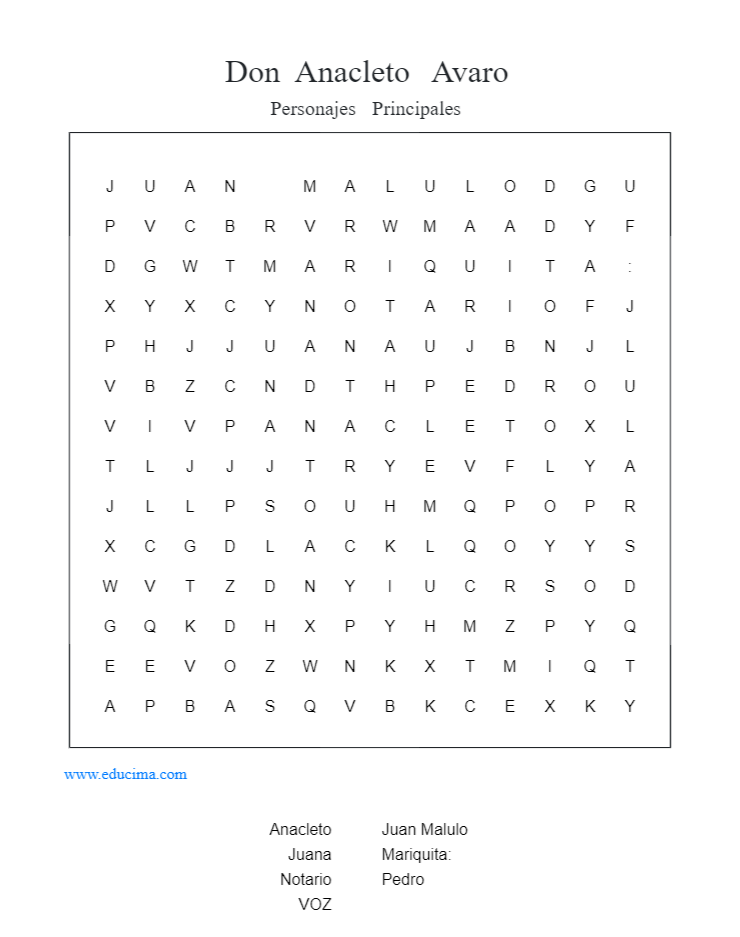 Don Anacleto Avaro
Personajes Principales
J U A N   M A L U L O D G U
P V C B R V R W M A A D Y F
D G W T M A R I Q U I T A :
X Y X C Y N O T A R I O F J
P H J J U A N A U J B N J L
V B Z C N D T H P E D R O U
V I V P A N A C L E T O X L
T L J J J T R Y E V F L Y A
J L L P S O U H M Q P O P R
X C G D L A C K L Q O Y Y S
W V T Z D N Y I U C R S O D
G Q K D H X P Y H M Z P Y Q
E E V O Z W N K X T M I Q T
A P B A S Q V B K C E X K Y
www.educima.com
Anacleto Juan Malulo
Juana Mariquita:
Notario Pedro
VOZ